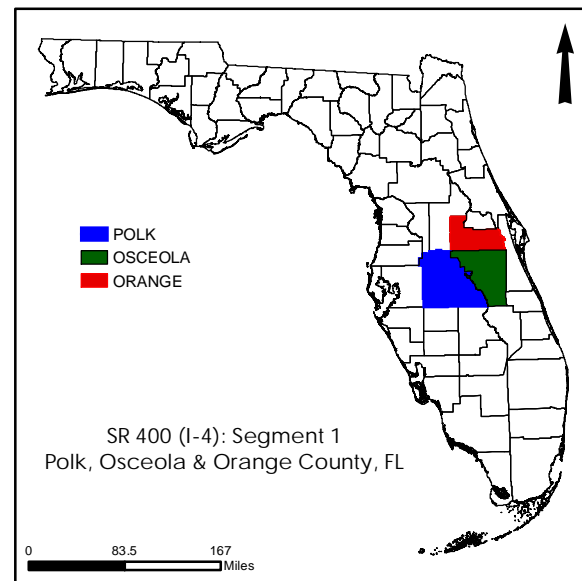 POLK
OSCEOLA
ORANGE
SR 400 (I-4): Segment 1
Polk, Osceola & Orange County, FL
0 83.5 167
Miles